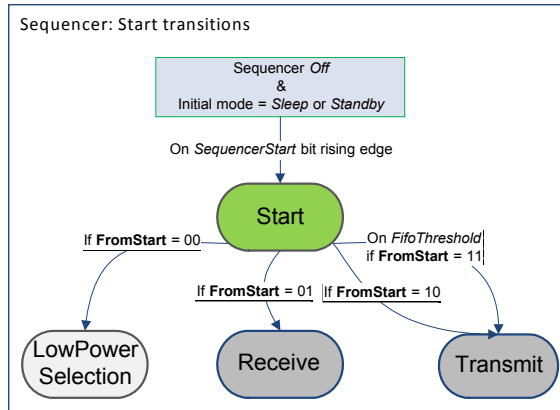 Sequencer: Start transitions
Sequencer Off
&
Initial mode = Sleep or Standby
On SequencerStart bit rising edge
Start
If FromStart = 00
On FifoThreshold
if FromStart = 11
If FromStart = 01
If FromStart = 10
LowPower
Selection
Receive
Transmit